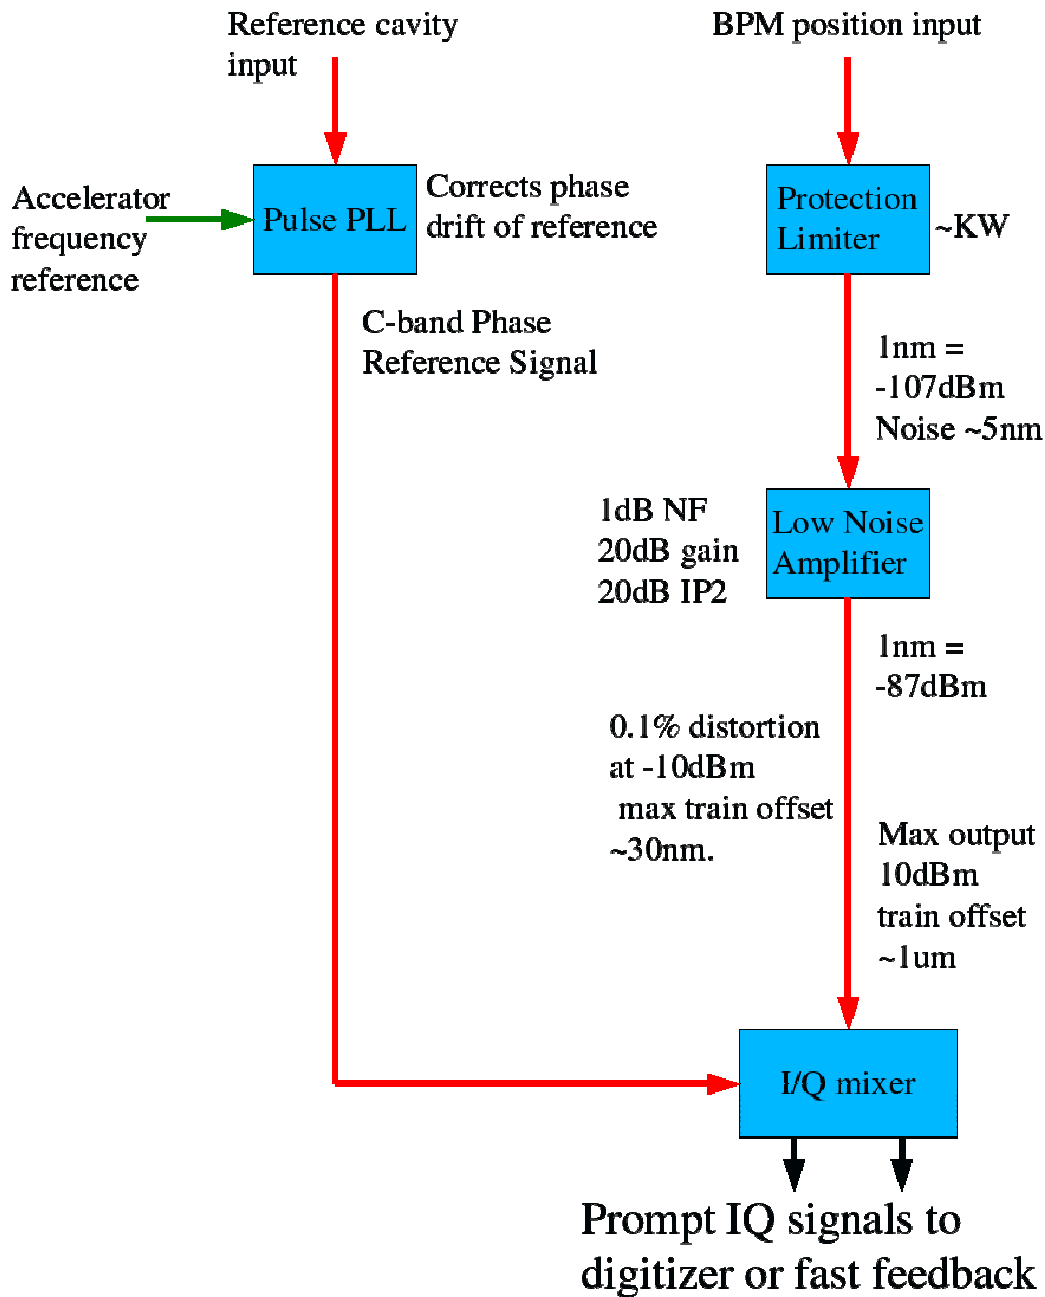 Reference cavity
input
BPM position input
Accelerator
frequency
reference
Pulse PLL
Corrects phase
drift of reference
Protection
Limiter
~KW
C-band Phase
Reference Signal
1nm =
-107dBm
Noise ~5nm
1dB NF
20dB gain
20dB IP2
Low Noise
Amplifier
1nm =
-87dBm
0.1% distortion
at -10dBm
max train offset
~30nm.
Max output
10dBm
train offset
~1um
I/Q mixer
Prompt IQ signals to
digitizer or fast feedback